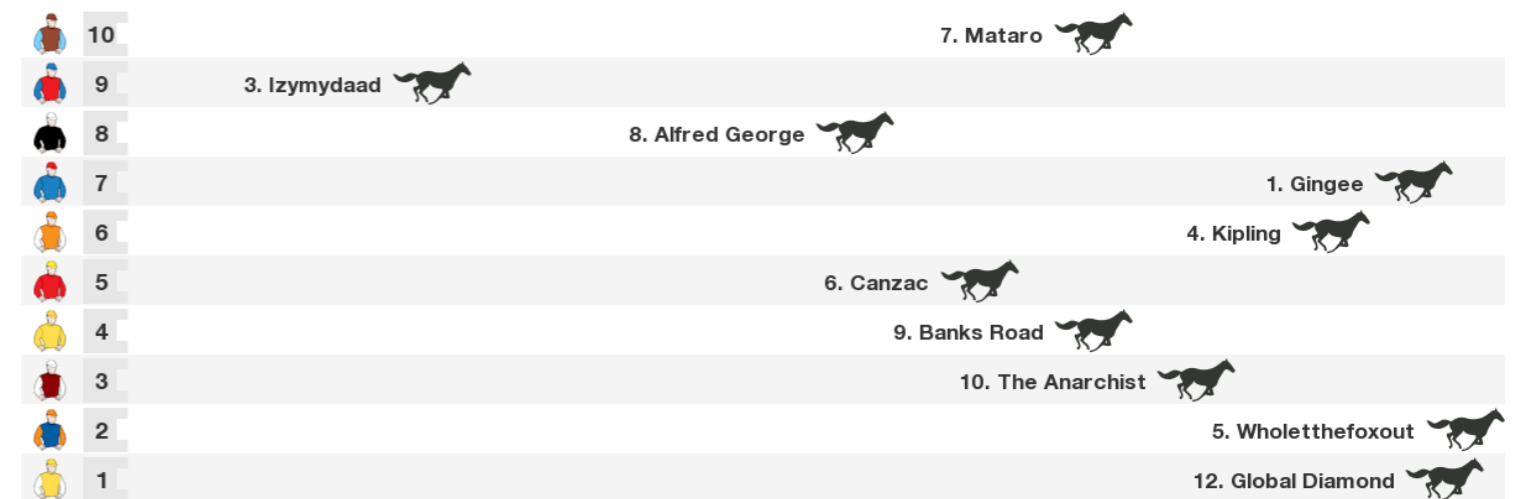 10 7. Mataro
9 3. Izymydaad
8 8. Alfred George
7 1. Gingee
6 4. Kipling
5 6. Canzac
4 9. Banks Road
3 10. The Anarchist
2 5. Wholetthefoxout
1 12. Global Diamond